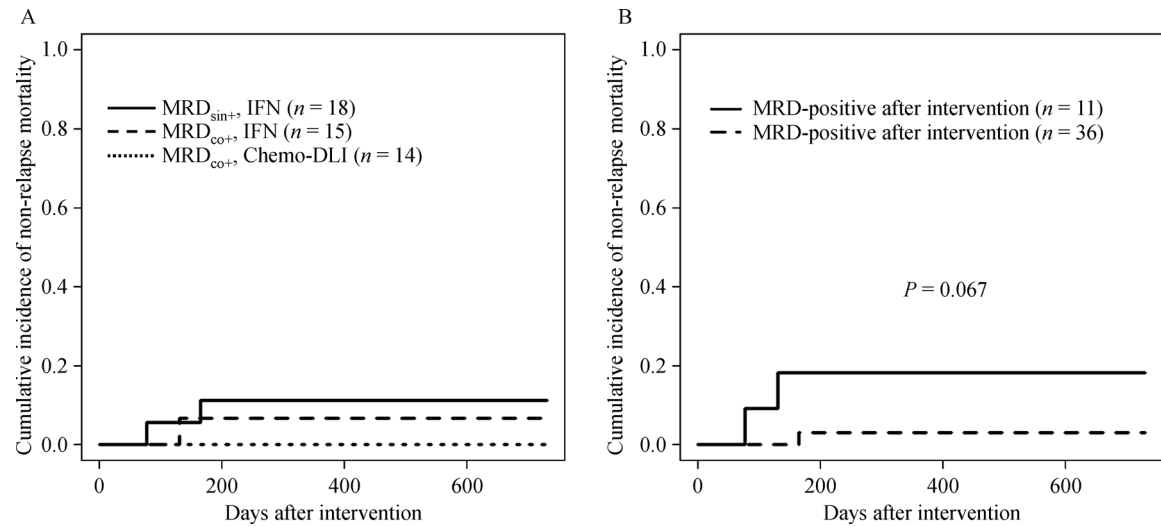 A
Cumulative incidence of non-relapse mortality
1.0
0.8
0.6
0.4
0.2
0.0
MRDsin+, IFN (n = 18)
MRDco+, IFN (n = 15)
MRDco+, Chemo-DLI (n = 14)
0 200 400 600
Days after intervention
B
Cumulative incidence of non-relapse mortality
1.0
0.8
0.6
0.4
0.2
0.0
MRD-positive after intervention (n = 11)
MRD-positive after intervention (n = 36)
P = 0.067
0 200 400 600
Days after intervention